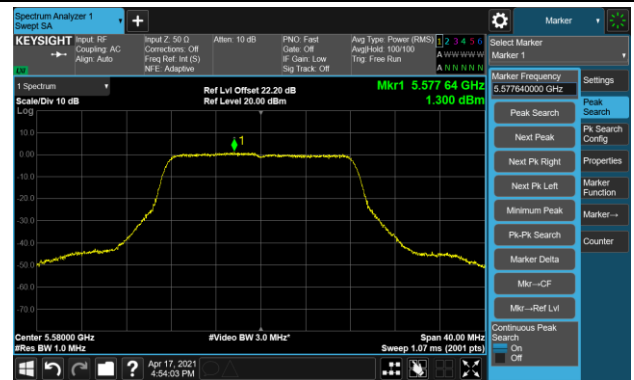 Spectrum Analyzer 1
Swept SA
Marker
KEYSIGHT
Input: RF
Coupling: AC
Align: Auto
Input Z: 50 Ω
Corrections: Off
Freq Ref: Int (S)
NFE: Adaptive
Atten: 10 dB
PNO: Fast
Gate: Off
IF Gain: Low
Sig Track: Off
Avg Type: Power (RMS)
Avg|Hold: 100/100
Trig: Free Run
1 2 3 4 5 6
A W W W W W
A N N N N N
Select Marker
Marker 1
1 Spectrum
Scale/Div 10 dB
Log
Ref Lvl Offset 22.20 dB
Ref Level 20.00 dBm
Mkr1 5.577 64 GHz
1.300 dBm
10.0
0.00
-10.0
-20.0
-30.0
-40.0
-50.0
-60.0
-70.0
1
Center 5.58000 GHz
#Res BW 1.0 MHz
#Video BW 3.0 MHz*
Span 40.00 MHz
Sweep 1.07 ms (2001 pts)
Marker Frequency
5.577640000 GHz
Peak Search
Next Peak
Next Pk Right
Next Pk Left
Minimum Peak
Pk-Pk Search
Marker Delta
Mkr→CF
Mkr→Ref Lvl
Continuous Peak
Search
On
Off
Settings
Peak
Search
Pk Search
Config
Properties
Marker
Function
Marker→
Counter
?
Apr 17, 2021
4:54:03 PM